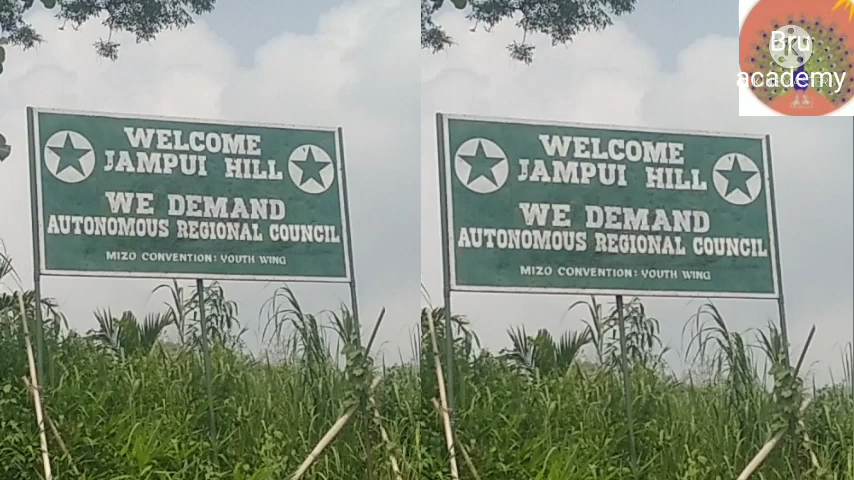 WELCOME
JAMPUI HILL
WE DEMAND
AUTONOMOUS REGIONAL COUNCIL
MIZO CONVENTION: YOUTH WING
WELCOME
JAMPUI HILL
WE DEMAND
AUTONOMOUS REGIONAL COUNCIL
MIZO CONVENTION: YOUTH WING
Bru
academy